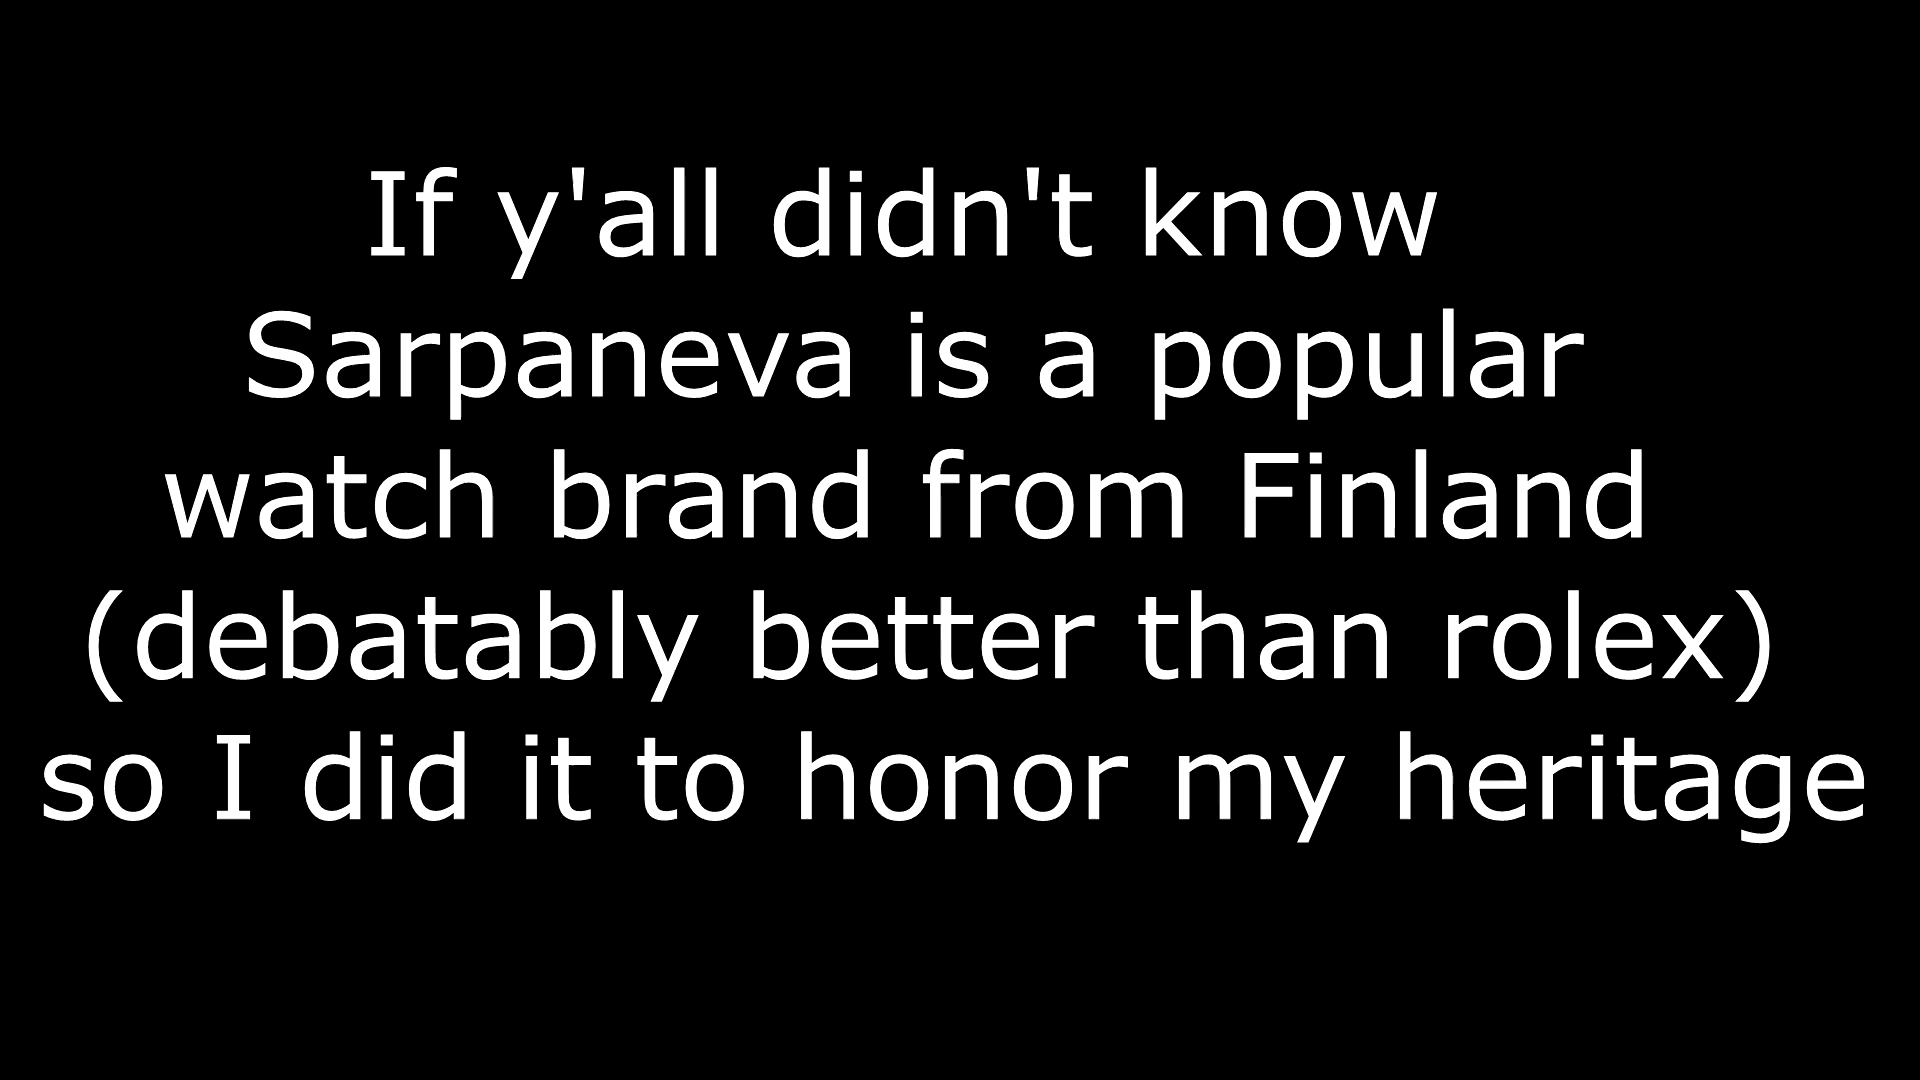 If y'all didn't know
Sarpaneva is a popular
watch brand from Finland
(debatably better than rolex)
so I did it to honor my heritage